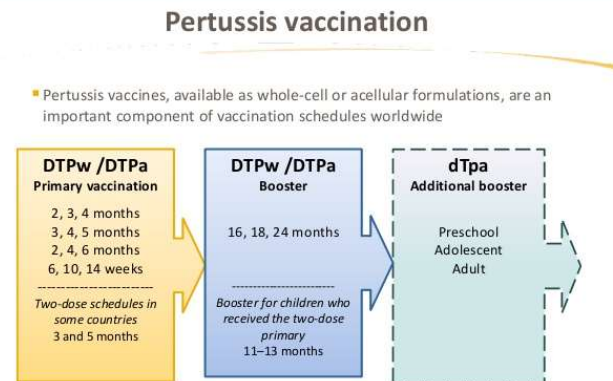 Pertussis vaccination
Pertussis vaccines, available as whole-cell or acellular formulations, are an
important component of vaccination schedules worldwide
DTPw /DTPa
Primary vaccination
2, 3, 4 months
3, 4, 5 months
2, 4, 6 months
6, 10, 14 weeks
Two-dose schedules in
some countries
3 and 5 months
DTPw /DTPa
Booster
16, 18, 24 months
Booster for children who
received the two-dose
primary
11–13 months
dTpa
Additional booster
Preschool
Adolescent
Adult